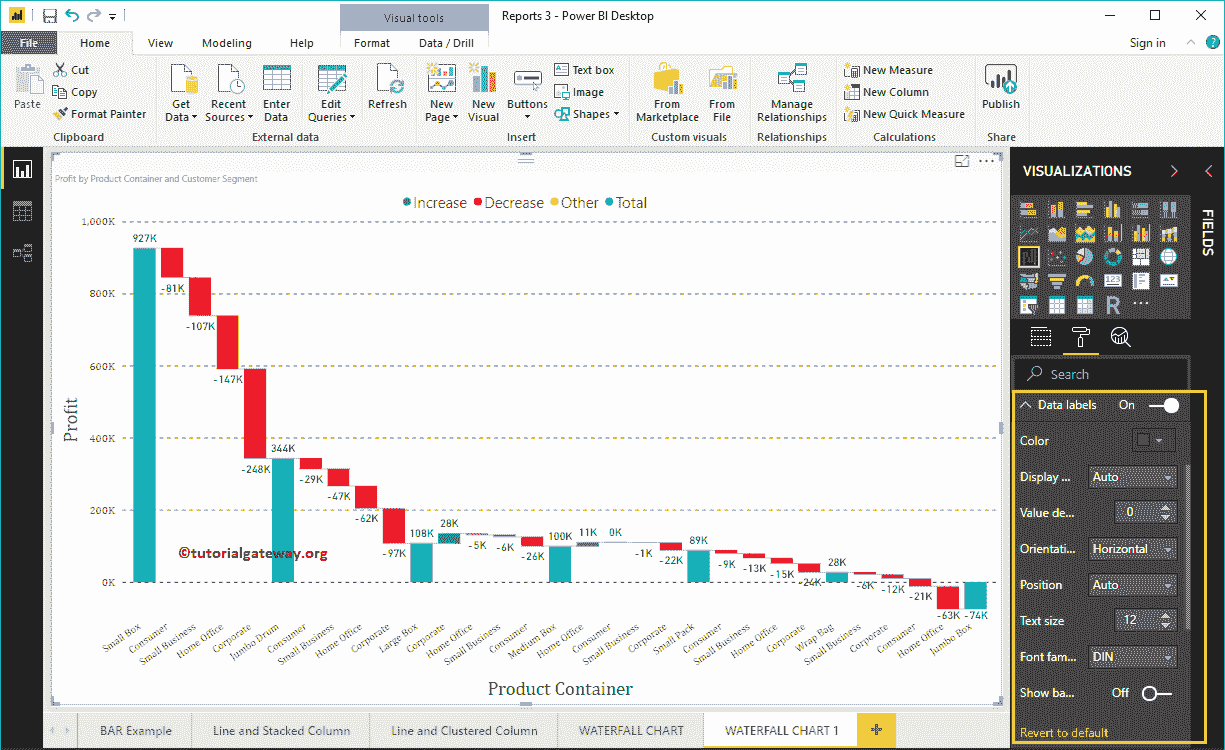 Visual tools
Reports 3 - Power BI Desktop
File
Home
View
Modeling
Help
Format
Data / Drill
Sign in
?
Paste
Cut
Copy
Format Painter
Clipboard
Get Data
Recent Sources
Enter Data
Edit Queries
External data
Refresh
New Page
New Visual
Buttons
Text box
Image
Shapes
Insert
From Marketplace
From File
Custom visuals
Manage Relationships
Relationships
New Measure
New Column
New Quick Measure
Calculations
Publish
Share
Profit by Product Container and Customer Segment
Increase Decrease Other Total
1,000K
800K
600K
400K
200K
0K
Profit
927K
-81K
-107K
-147K
-248K
344K
-29K
-47K
-62K
-97K
108K
28K
-5K
-6K
-26K
100K
11K
0K
-1K
-22K
89K
-9K
-13K
-15K
-24K
28K
-6K
-12K
-21K
-63K
-74K
©tutorialgateway.org
Small Box
Consumer
Small Business
Home Office
Corporate
Jumbo Drum
Consumer
Small Business
Home Office
Corporate
Large Box
Corporate
Home Office
Small Business
Consumer
Medium Box
Home Office
Consumer
Small Business
Corporate
Small Pack
Consumer
Small Business
Home Office
Corporate
Wrap Bag
Small Business
Corporate
Consumer
Home Office
Jumbo Box
Product Container
VISUALIZATIONS
FIELDS
123
R
Search
Data labels On
Color
Display ... Auto
Value de... 0
Orientati... Horizontal
Position Auto
Text size 12
Font fam... DIN
Show ba... Off
Revert to default
BAR Example
Line and Stacked Column
Line and Clustered Column
WATERFALL CHART
WATERFALL CHART 1